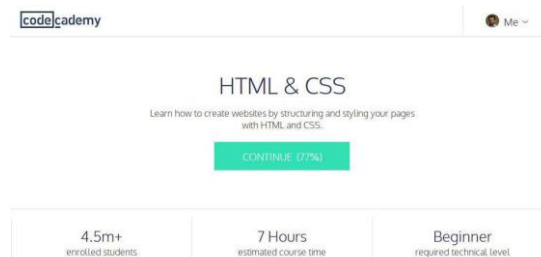 codecademy
Me
HTML & CSS
Learn how to create websites by structuring and styling your pages
with HTML and CSS.
CONTINUE (77%)
4.5m+
enrolled students
7 Hours
estimated course time
Beginner
required technical level